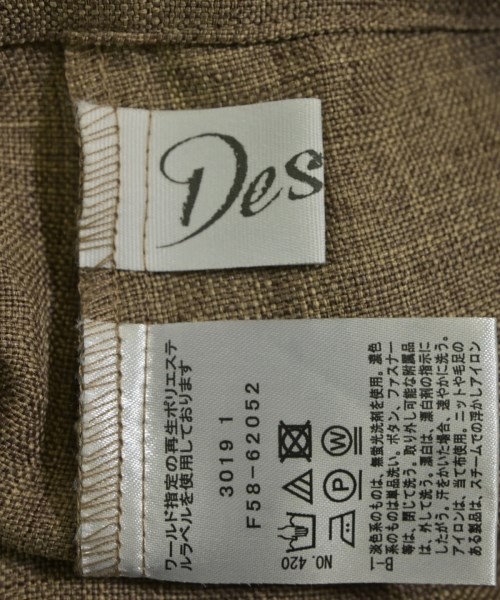 Des
ワールド指定の再生ポリエステ
ルラベルを使用しております
3019 1
F58-62052
NO. 420
P W
B-1
淡色系のものは、無蛍光洗剤を使用。濃色
系のものは単品洗い。ボタン、ファスナー
等は、閉じて洗う。取り外し可能な附属品
は、外して洗う。漂白は、漂白剤の指示に
したがう。汗をかいた場合、速やかに洗う。
アイロンは、当て布使用。ニットや毛足の
ある製品は、スチームでの浮かしアイロン